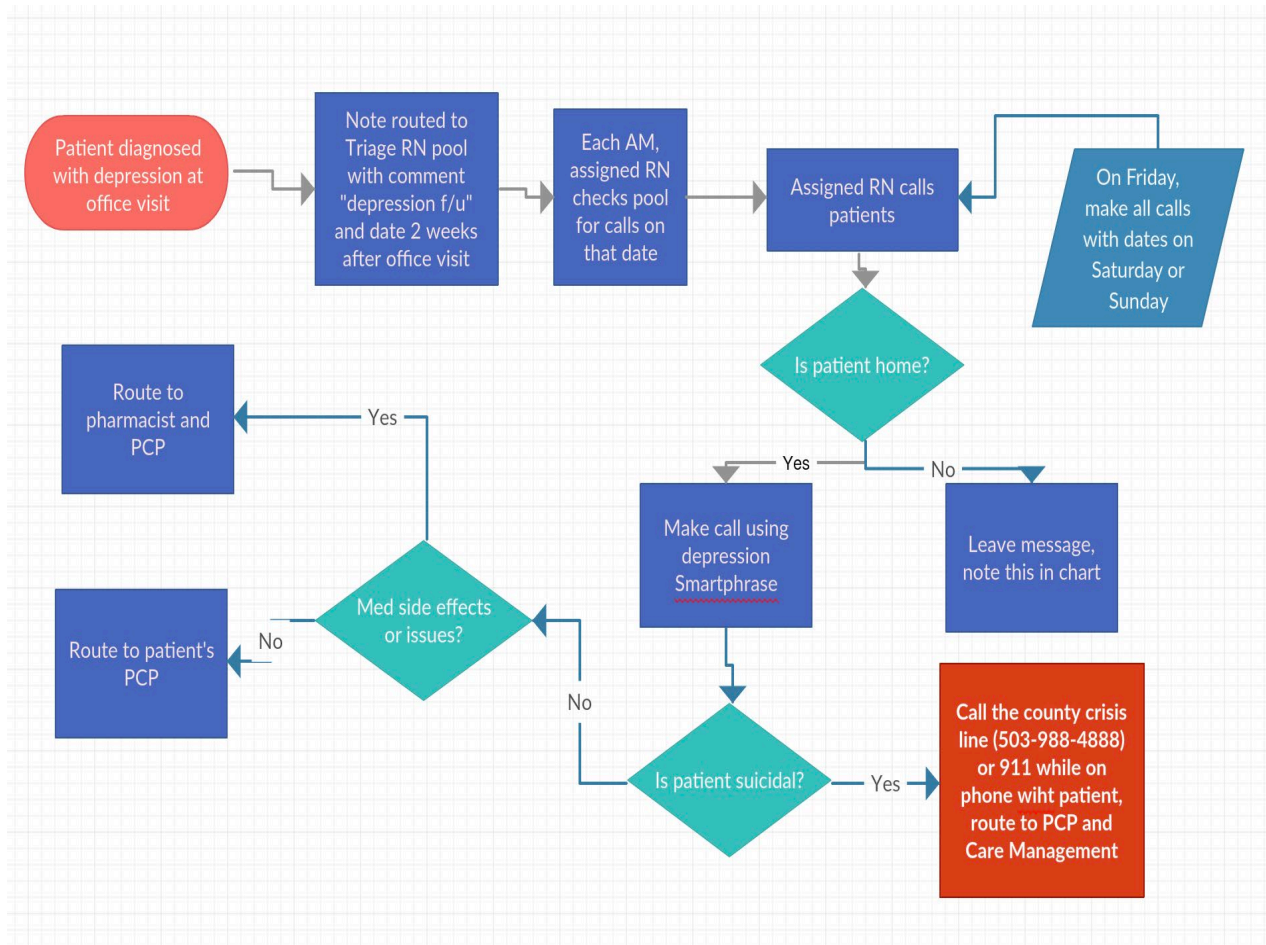 Patient diagnosed
with depression at
office visit
Note routed to
Triage RN pool
with comment
"depression f/u"
and date 2 weeks
after office visit
Each AM,
assigned RN
checks pool
for calls on
that date
Assigned RN calls
patients
On Friday,
make all calls
with dates on
Saturday or
Sunday
Is patient home?
Yes
No
Make call using
depression
Smartphrase
Leave message,
note this in chart
Is patient suicidal?
Yes
Call the county crisis
line (503-988-4888)
or 911 while on
phone wiht patient,
route to PCP and
Care Management
No
Med side effects
or issues?
Yes
Route to
pharmacist and
PCP
No
Route to patient's
PCP